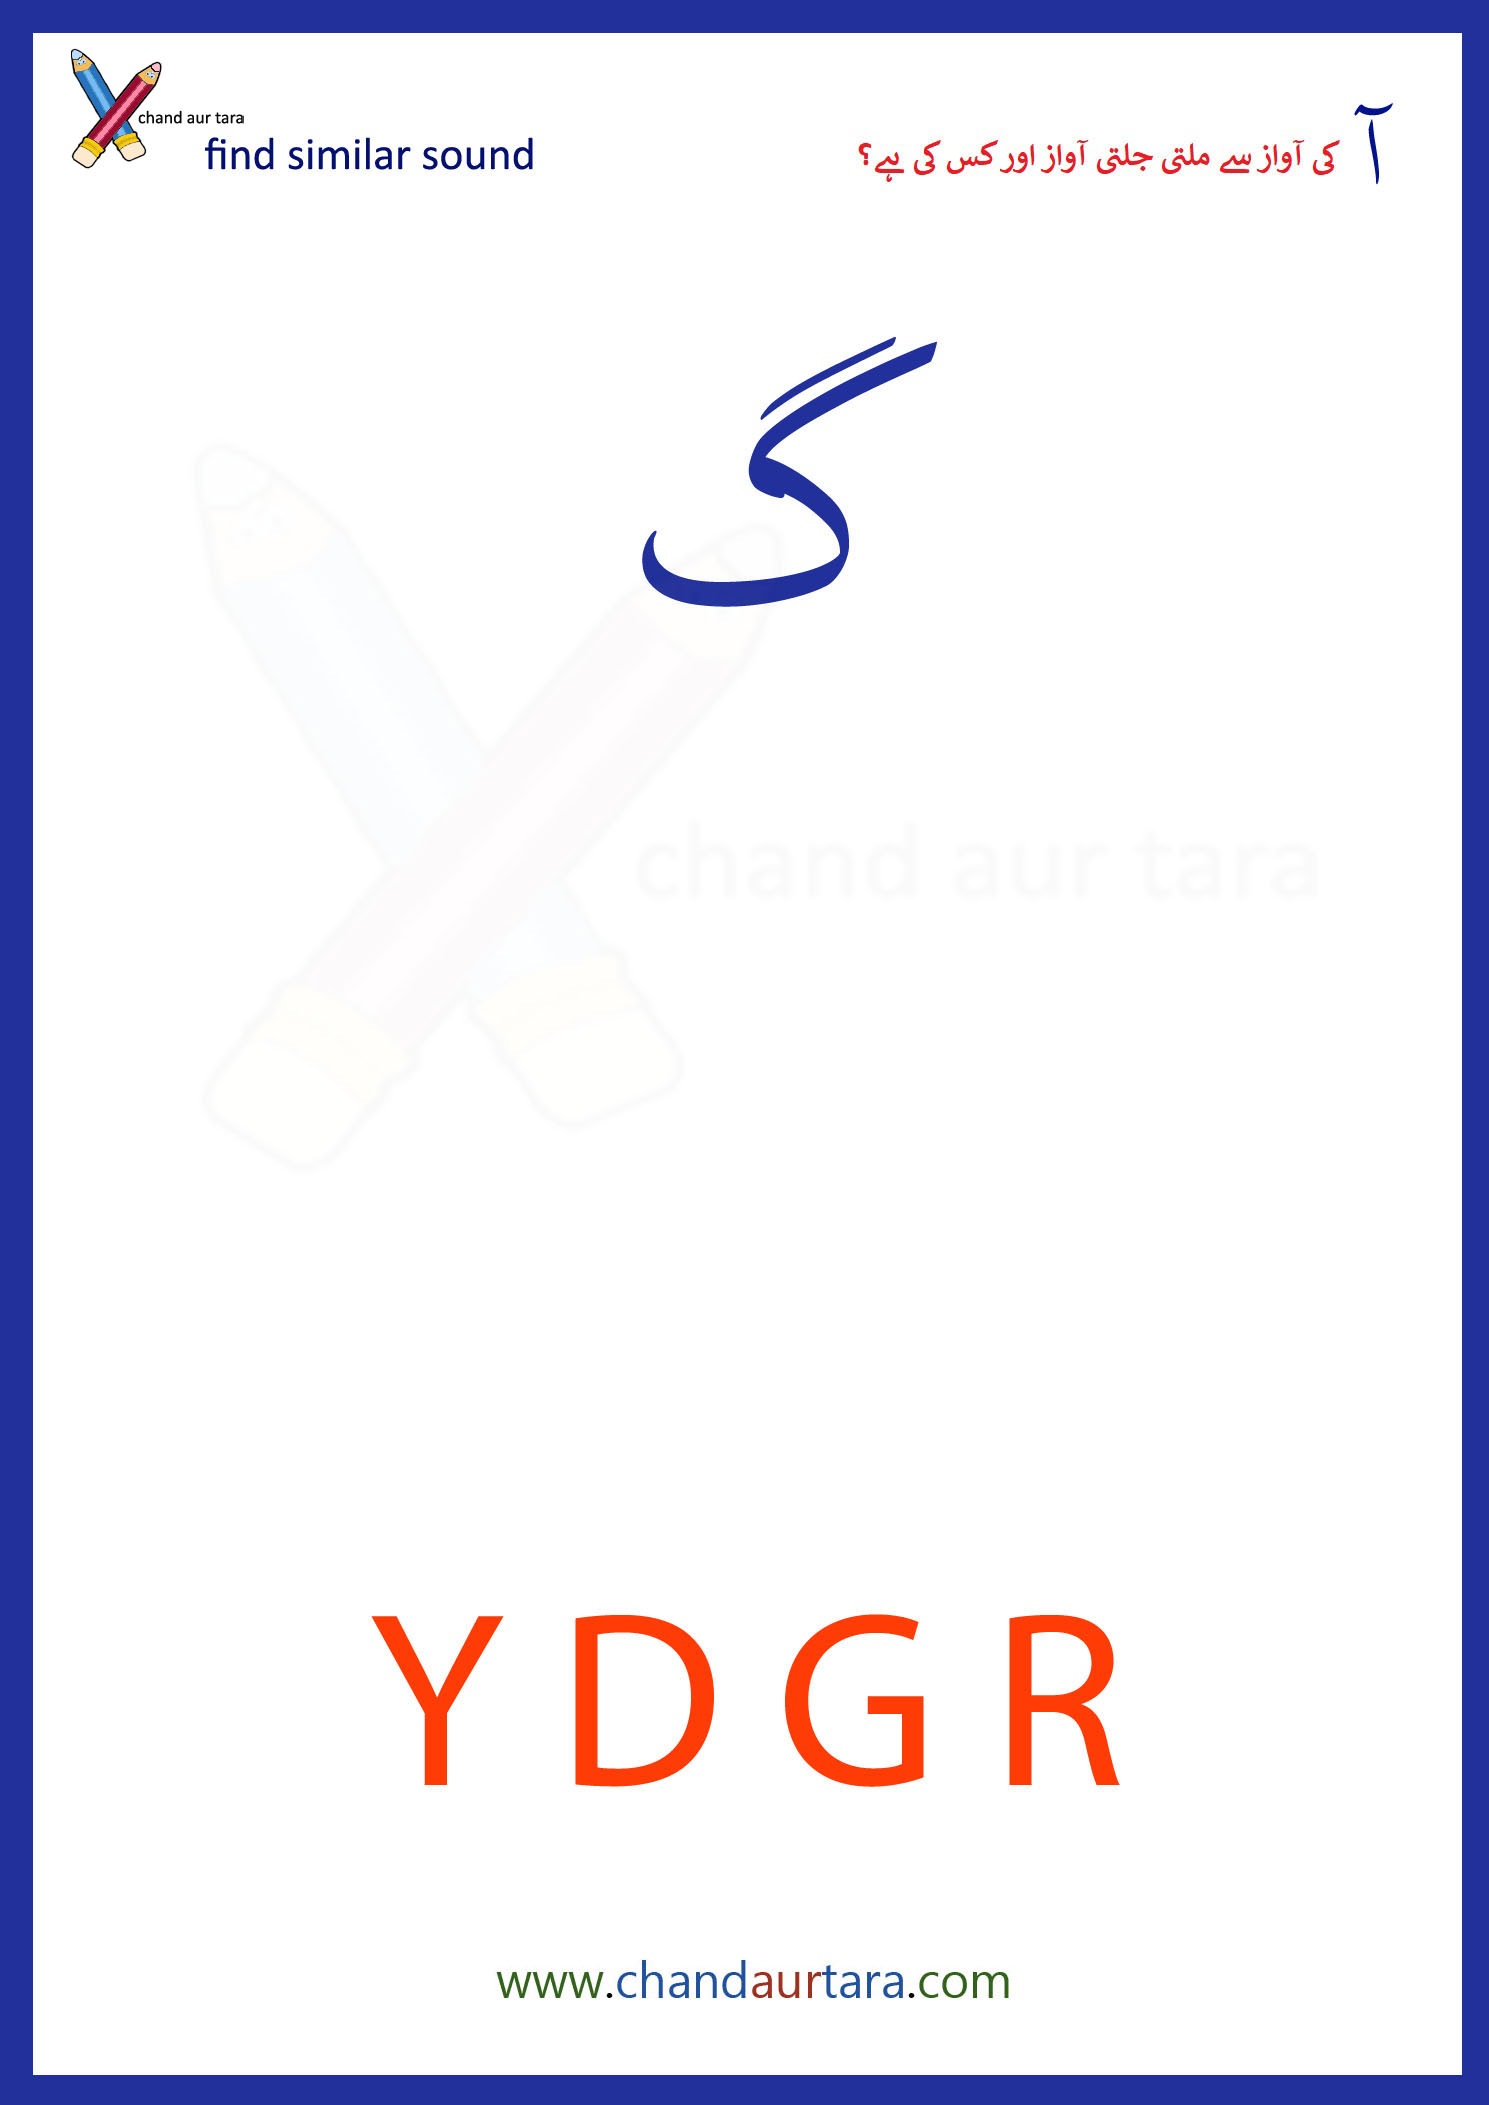 chand aur tara
find similar sound
آ کی آواز سے ملتی جلتی آواز اور کس کی ہے؟
گ
chand aur tara
Y D G R
www.chandaurtara.com